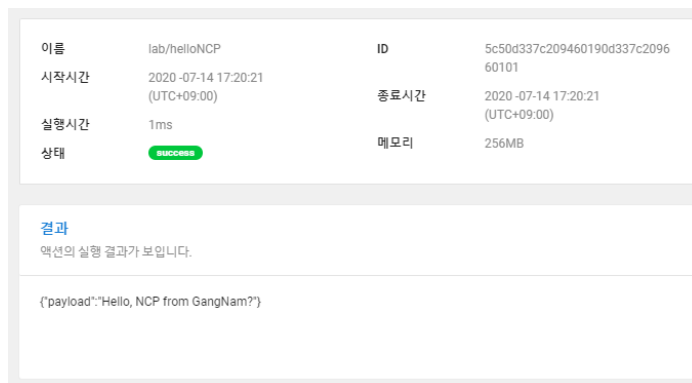 이름 lab/helloNCP
시작시간 2020 -07-14 17:20:21
(UTC+09:00)
실행시간 1ms
상태 success
ID 5c50d337c209460190d337c2096
60101
종료시간 2020 -07-14 17:20:21
(UTC+09:00)
메모리 256MB
결과
액션의 실행 결과가 보입니다.
{"payload":"Hello, NCP from GangNam?"}